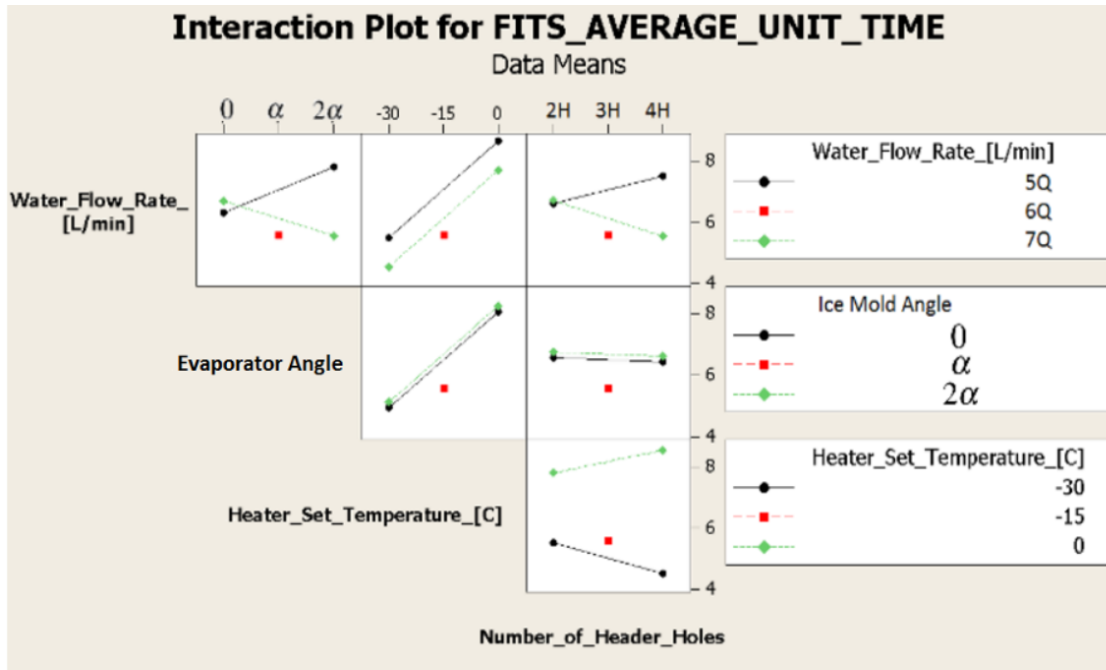 Interaction Plot for FITS_AVERAGE_UNIT_TIME
Data Means
0 α 2α -30 -15 0 2H 3H 4H
Water_Flow_Rate_
[L/min]
8
6
4
Water_Flow_Rate_[L/min]
5Q
6Q
7Q
Evaporator Angle
8
6
4
Ice Mold Angle
0
α
2α
Heater_Set_Temperature_[C]
8
6
4
Heater_Set_Temperature_[C]
-30
-15
0
Number_of_Header_Holes